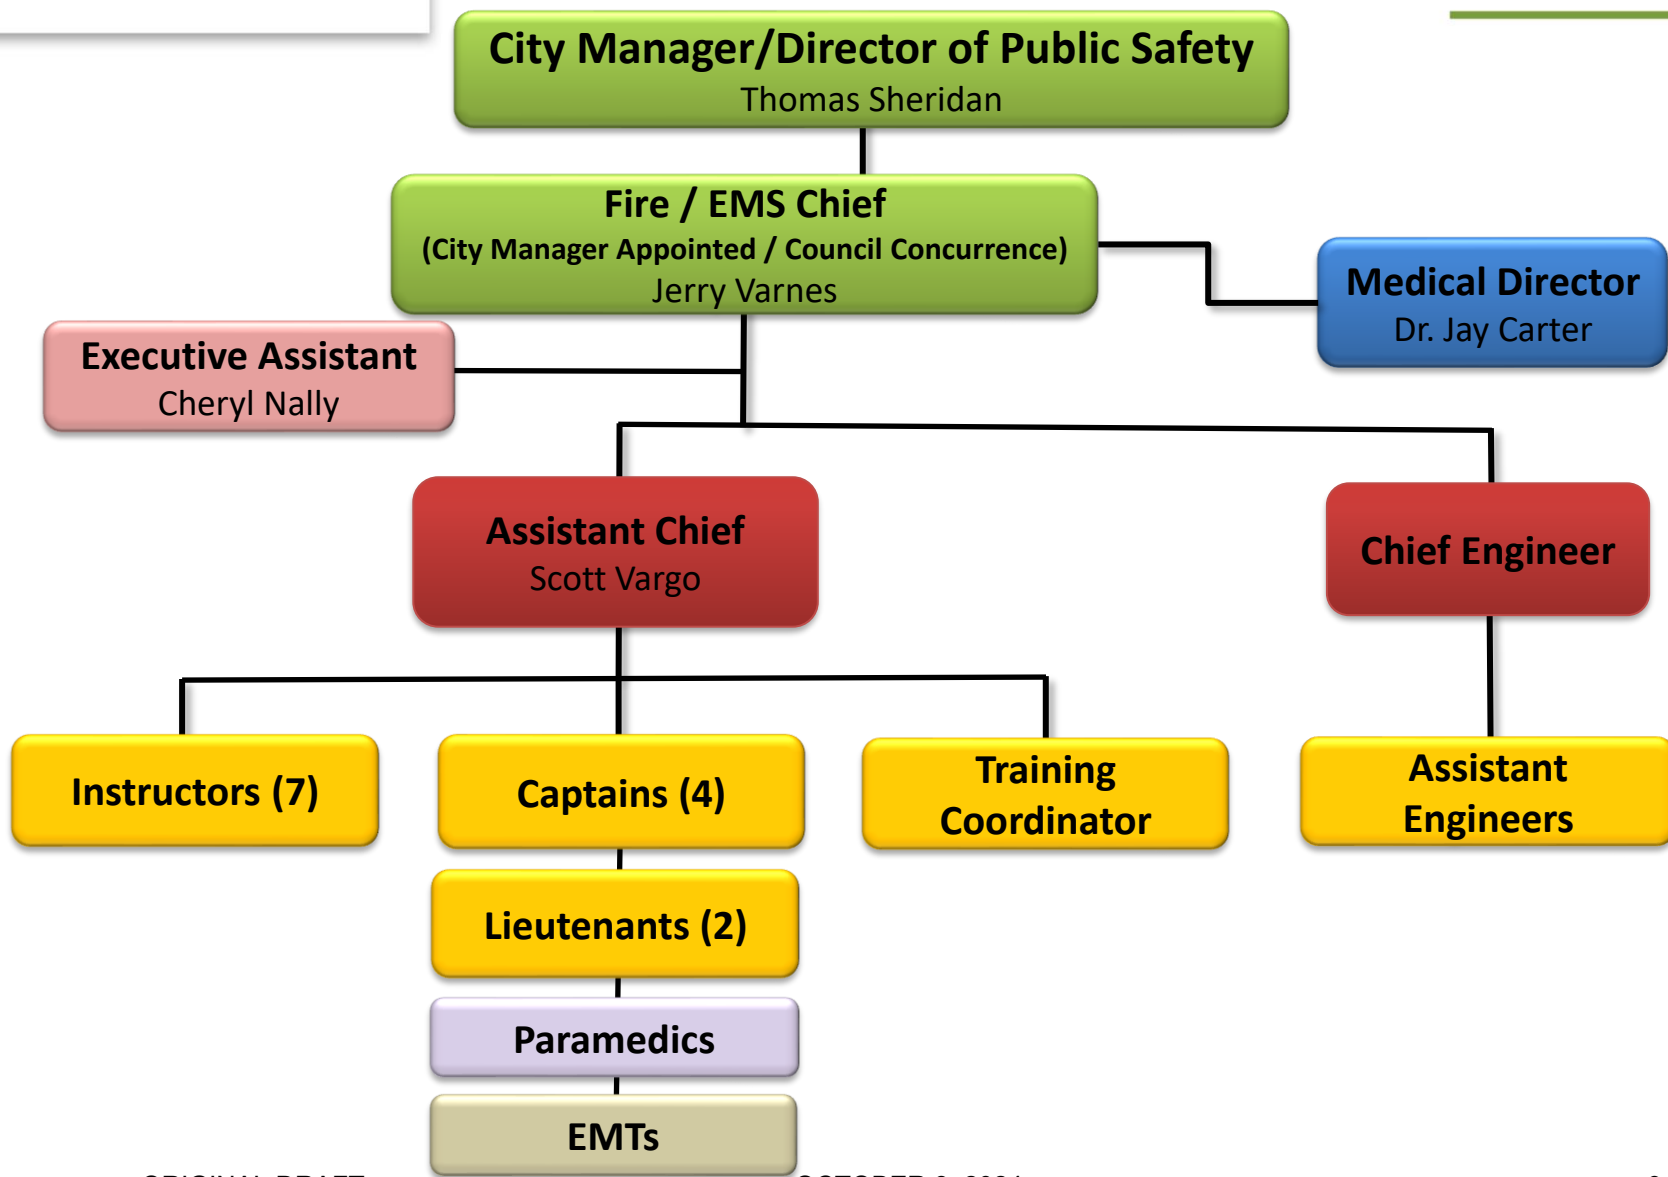 City Manager/Director of Public Safety
Thomas Sheridan
Fire / EMS Chief
(City Manager Appointed / Council Concurrence)
Jerry Varnes
Medical Director
Dr. Jay Carter
Executive Assistant
Cheryl Nally
Assistant Chief
Scott Vargo
Chief Engineer
Instructors (7)
Captains (4)
Training
Coordinator
Assistant
Engineers
Lieutenants (2)
Paramedics
EMTs
ORIGINAL DRAFT